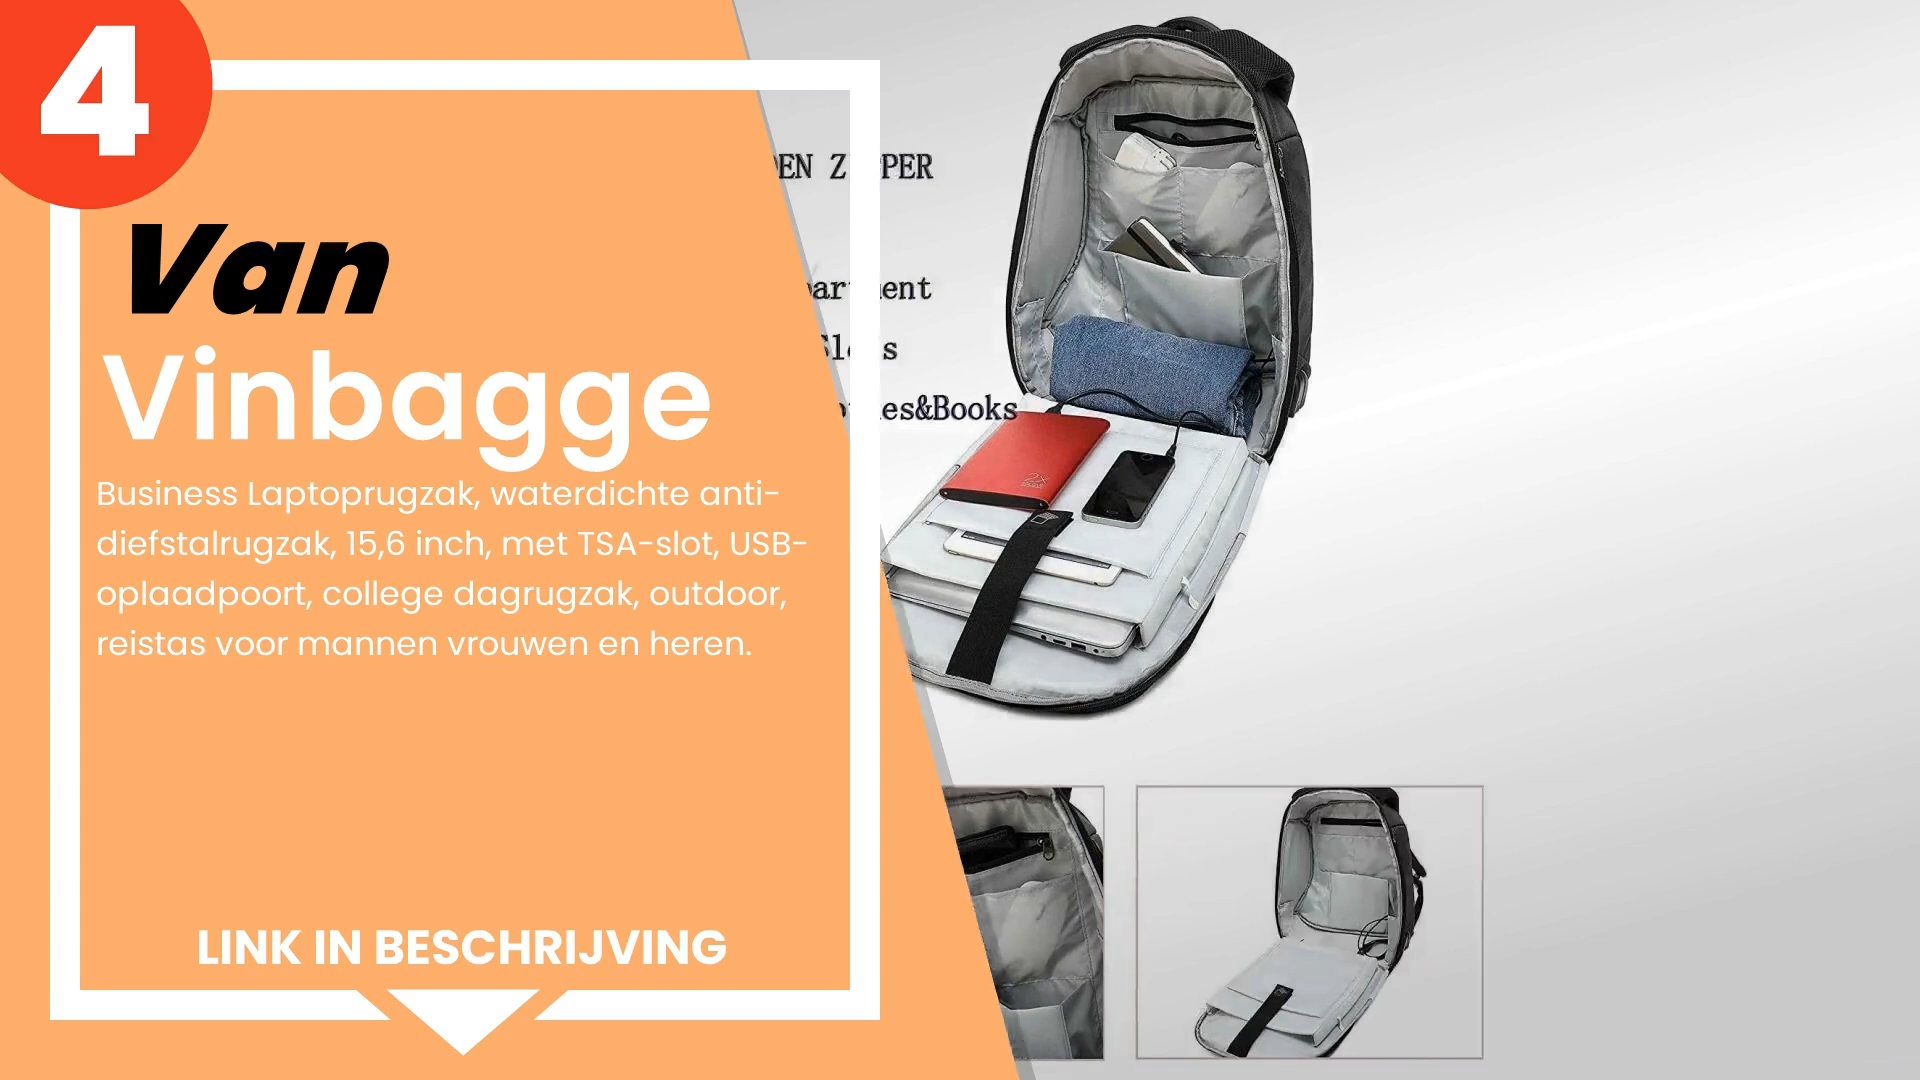 4
Van
Vinbagge
Business Laptoprugzak, waterdichte anti-
diefstalrugzak, 15,6 inch, met TSA-slot, USB-
oplaadpoort, college dagrugzak, outdoor,
reistas voor mannen vrouwen en heren.
LINK IN BESCHRIJVING
&Books